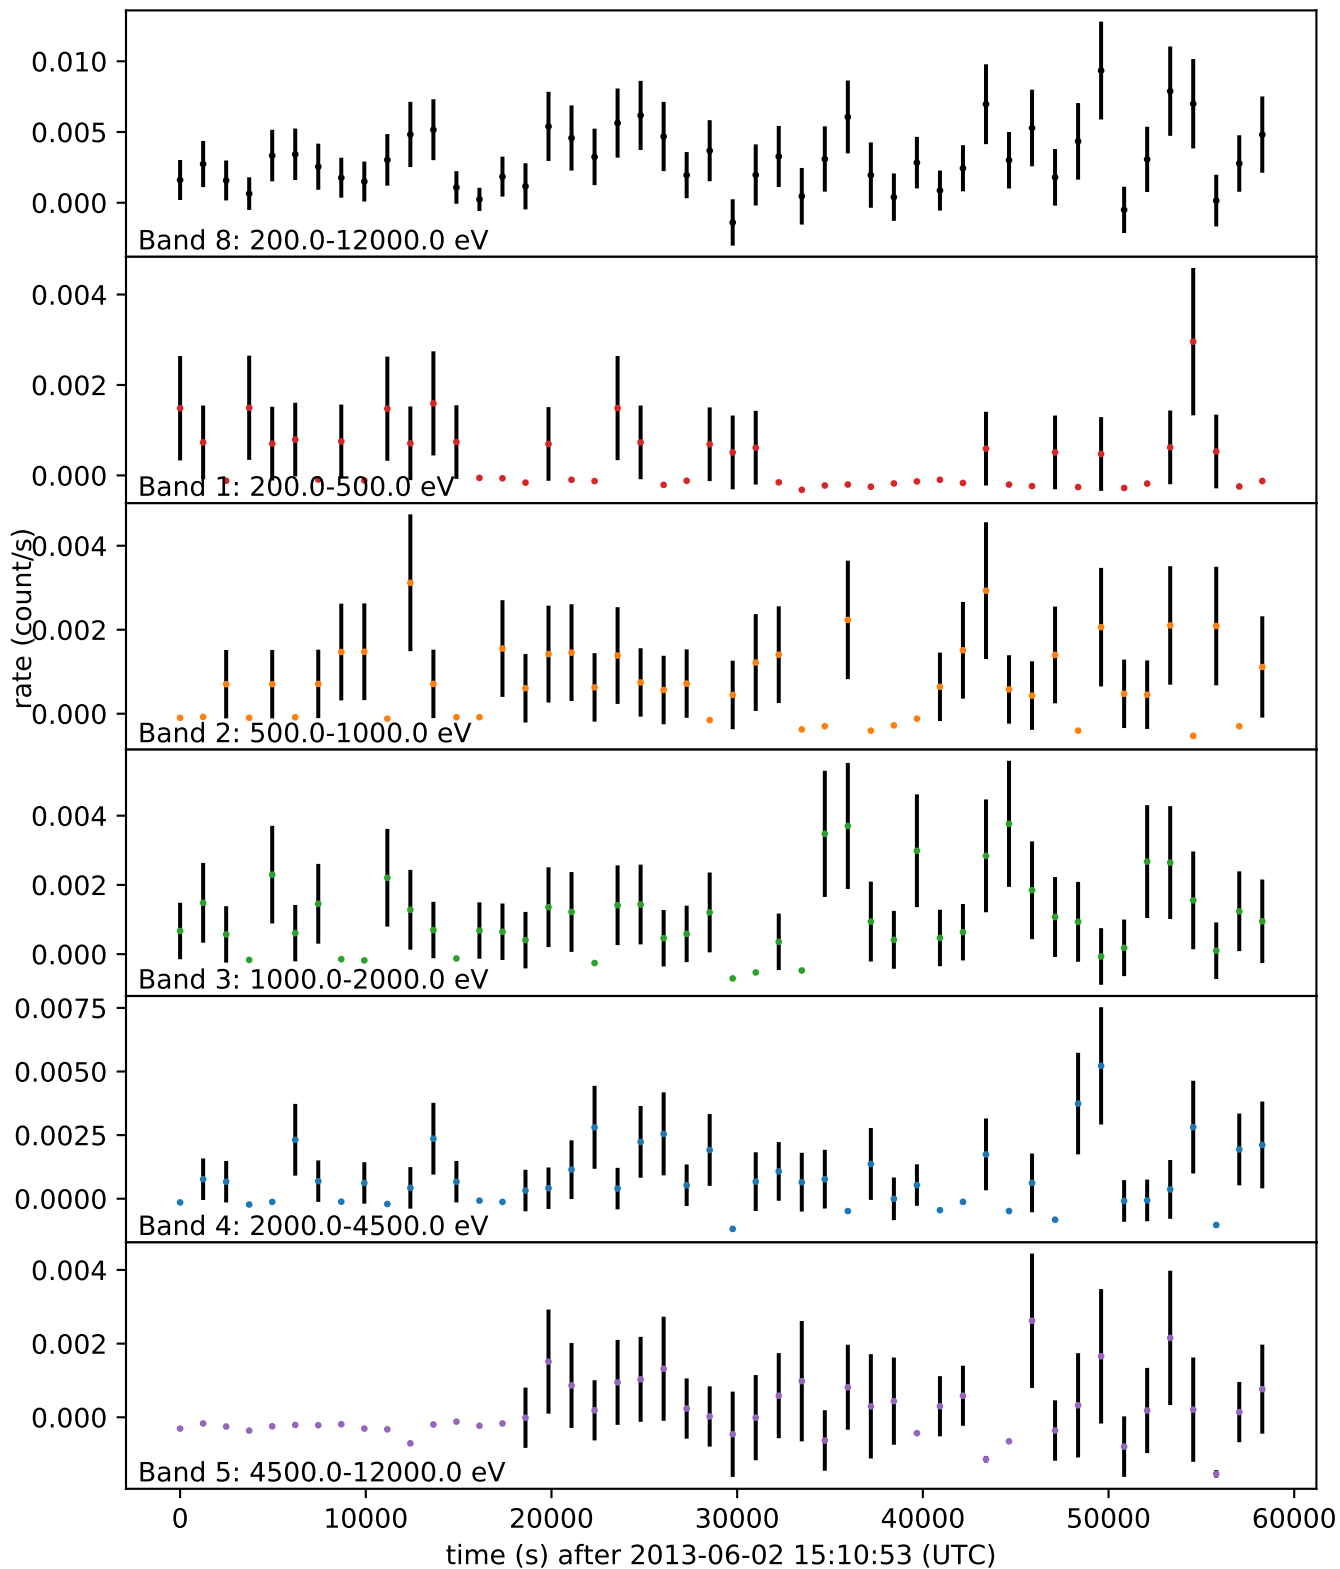 0.010
0.005
0.000
Band 8: 200.0-12000.0 eV
0.004
0.002
0.000
Band 1: 200.0-500.0 eV
rate (count/s)
0.004
0.002
0.000
Band 2: 500.0-1000.0 eV
0.004
0.002
0.000
Band 3: 1000.0-2000.0 eV
0.0075
0.0050
0.0025
0.0000
Band 4: 2000.0-4500.0 eV
0.004
0.002
0.000
Band 5: 4500.0-12000.0 eV
0 10000 20000 30000 40000 50000 60000
time (s) after 2013-06-02 15:10:53 (UTC)